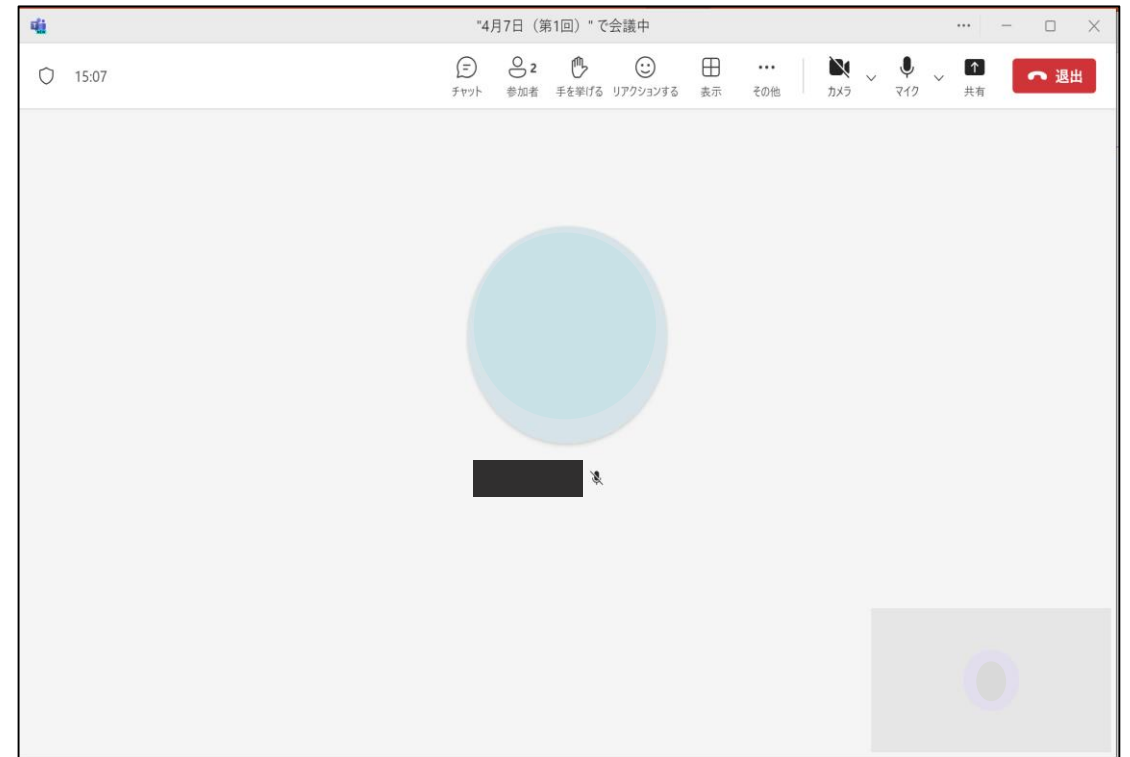 "4月7日（第1回）" で会議中
15:07
チャット
2
参加者
手を挙げる
リアクションする
表示
その他
カメラ
マイク
共有
退出